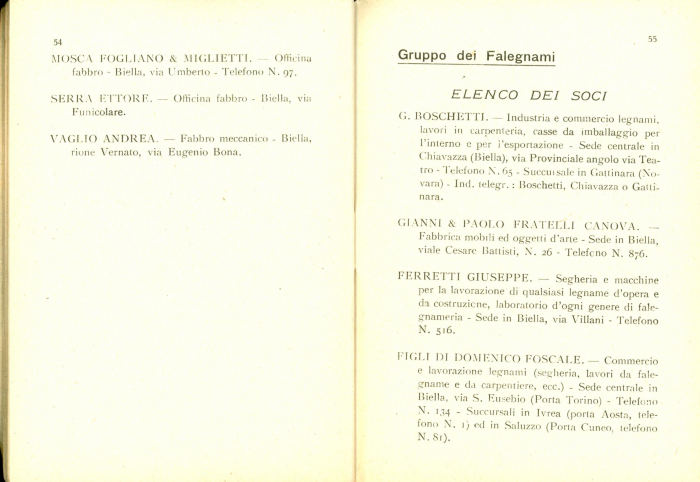 54
MOSCA FOGLIANO & MIGLIETTI. — Officina
fabbro - Biella, via Umberto - Telefono N. 97.
SERRA ETTORE. — Officina fabbro - Biella, via
Funicolare.
VAGLIO ANDREA. — Fabbro meccanico - Biella,
rione Vernato, via Eugenio Bona.
55
Gruppo dei Falegnami
ELENCO DEI SOCI
G. BOSCHETTI. — Industria e commercio legnami,
lavori in carpenteria, casse da imballaggio per
l'interno e per l'esportazione - Sede centrale in
Chiavazza (Biella), via Provinciale angolo via Tea-
tro - Telefono N. 65 - Succursale in Gattinara (No-
vara) - Ind. telegr.: Boschetti, Chiavazza o Gatti-
nara.
GIANNI & PAOLO FRATELLI CANOVA. —
Fabbrica mobili ed oggetti d'arte - Sede in Biella,
viale Cesare Battisti, N. 26 - Telefono N. 876.
FERRETTI GIUSEPPE. — Segheria e macchine
per la lavorazione di qualsiasi legname d'opera e
da costruzione, laboratorio d'ogni genere di fale-
gnameria - Sede in Biella, via Villani - Telefono
N. 516.
FIGLI DI DOMENICO FOSCALE. — Commercio
e lavorazione legnami (segheria, lavori da fale-
gname e da carpentiere, ecc.) - Sede centrale in
Biella, via S. Eusebio (Porta Torino) - Telefono
N. 134 - Succursali in Ivrea (porta Aosta, tele-
fono N. 1) ed in Saluzzo (Porta Cuneo, telefono
N. 81).